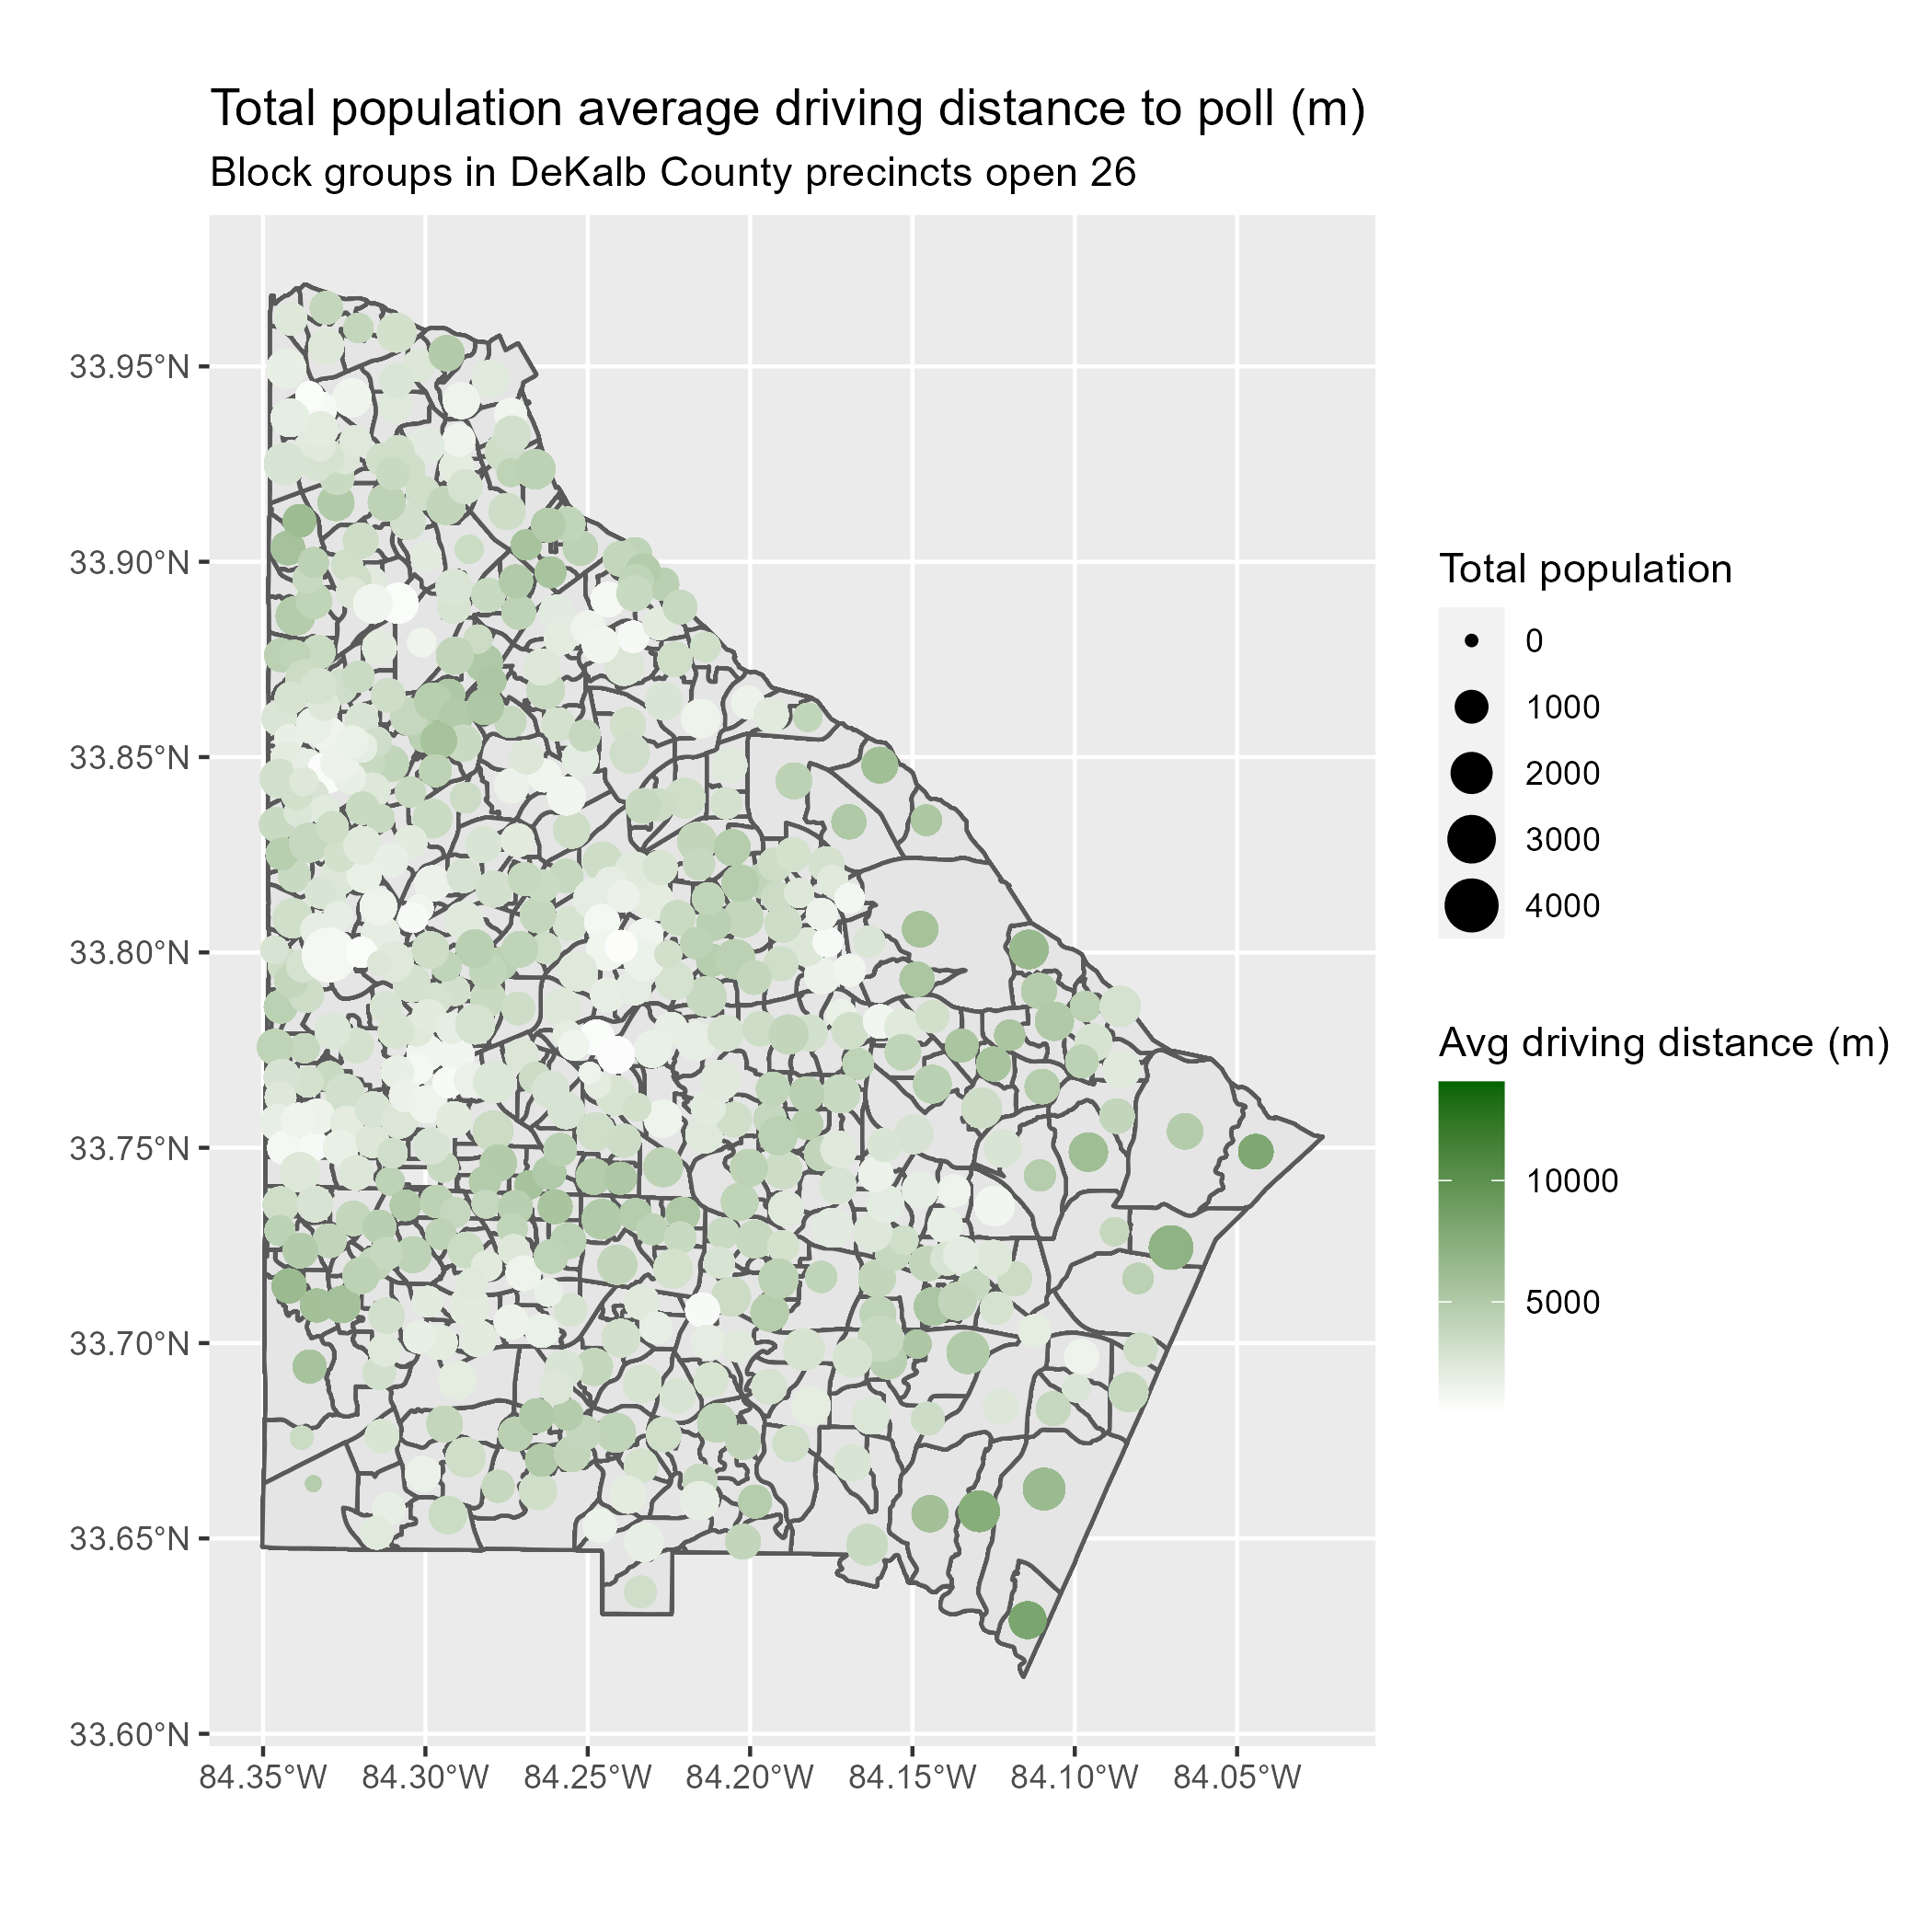 Total population average driving distance to poll (m)
Block groups in DeKalb County precincts open 26
33.95°N
33.90°N
33.85°N
33.80°N
33.75°N
33.70°N
33.65°N
33.60°N
84.35°W
84.30°W
84.25°W
84.20°W
84.15°W
84.10°W
84.05°W
Total population
0
1000
2000
3000
4000
Avg driving distance (m)
10000
5000